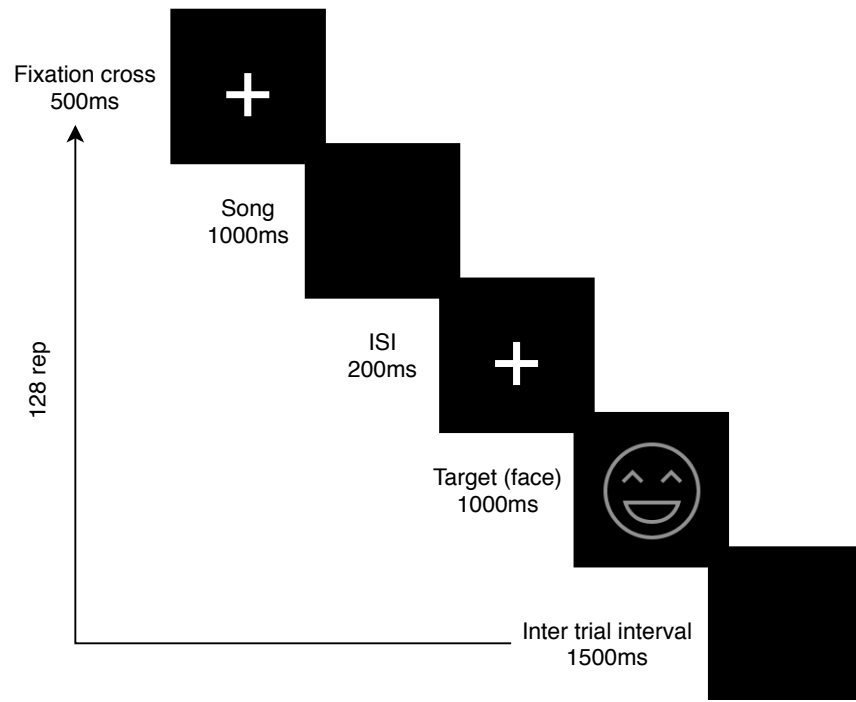 Fixation cross
500ms
Song
1000ms
ISI
200ms
128 rep
Target (face)
1000ms
Inter trial interval
1500ms